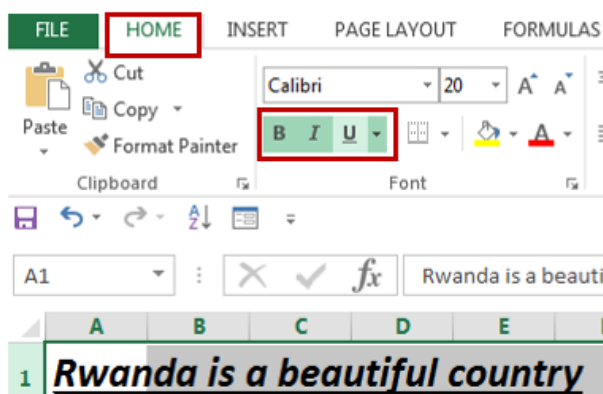 FILE HOME INSERT PAGE LAYOUT FORMULAS
Cut
Copy
Paste
Format Painter
Calibri 20 A A
B I U A
Clipboard Font
A Z
A1 fx Rwanda is a beauti
A B C D E
1 Rwanda is a beautiful country